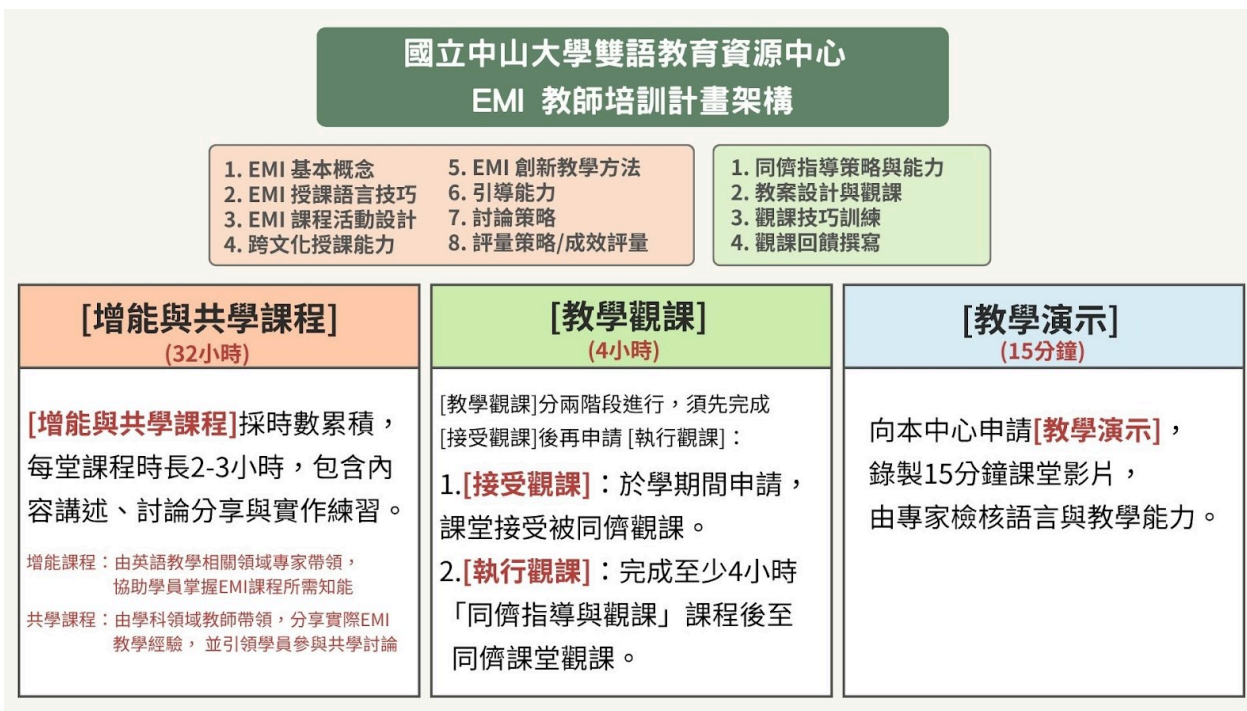 國立中山大學雙語教育資源中心
EMI 教師培訓計畫架構
1. EMI 基本概念
2. EMI 授課語言技巧
3. EMI 課程活動設計
4. 跨文化授課能力
5. EMI 創新教學方法
6. 引導能力
7. 討論策略
8. 評量策略/成效評量
1. 同儕指導策略與能力
2. 教案設計與觀課
3. 觀課技巧訓練
4. 觀課回饋撰寫
[增能與共學課程]
(32小時)
[增能與共學課程]採時數累積，
每堂課程時長2-3小時，包含內
容講述、討論分享與實作練習。
增能課程：由英語教學相關領域專家帶領，
協助學員掌握EMI課程所需知能
共學課程：由學科領域教師帶領，分享實際EMI
教學經驗， 並引領學員參與共學討論
[教學觀課]
(4小時)
[教學觀課]分兩階段進行，須先完成
[接受觀課]後再申請 [執行觀課]：
1.[接受觀課]：於學期間申請，
課堂接受被同儕觀課。
2.[執行觀課]：完成至少4小時
「同儕指導與觀課」課程後至
同儕課堂觀課。
[教學演示]
(15分鐘)
向本中心申請[教學演示]，
錄製15分鐘課堂影片，
由專家檢核語言與教學能力。